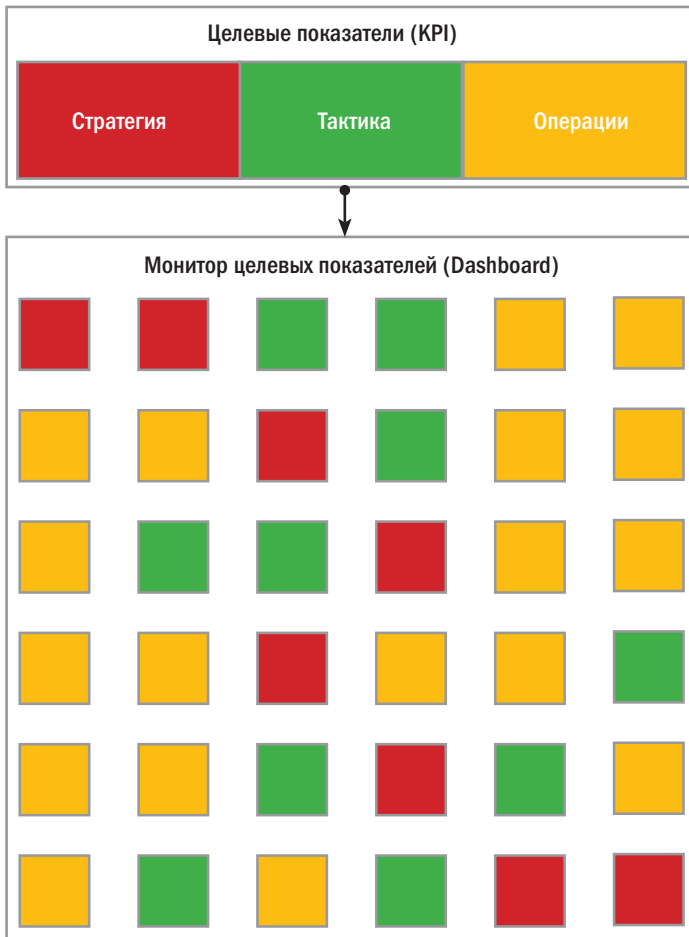 Целевые показатели (KPI)
Стратегия Тактика Операции
Монитор целевых показателей (Dashboard)